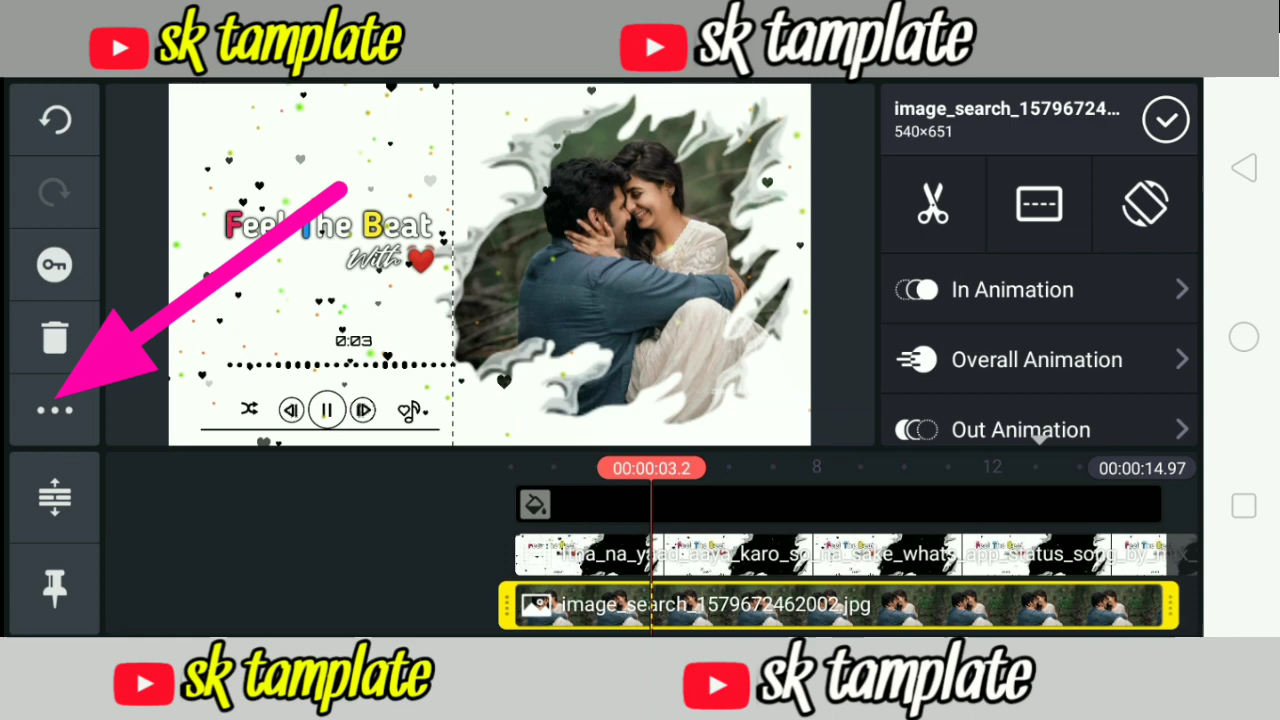 sk tamplate
sk tamplate
image_search_15796724...
540×651
Feel The Beat
With
0:03
In Animation
Overall Animation
Out Animation
00:00:03.2
8
12
00:00:14.97
image_search_1579672462002.jpg
sk tamplate
sk tamplate